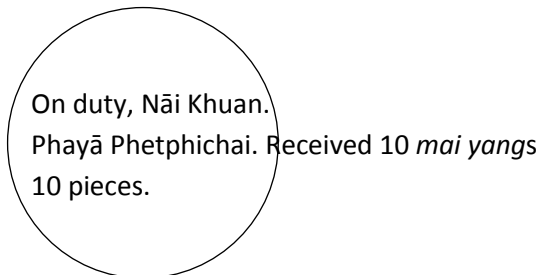 On duty, Nāi Khuan.
Phayā Phetphichai. Received 10 mai yangs
10 pieces.